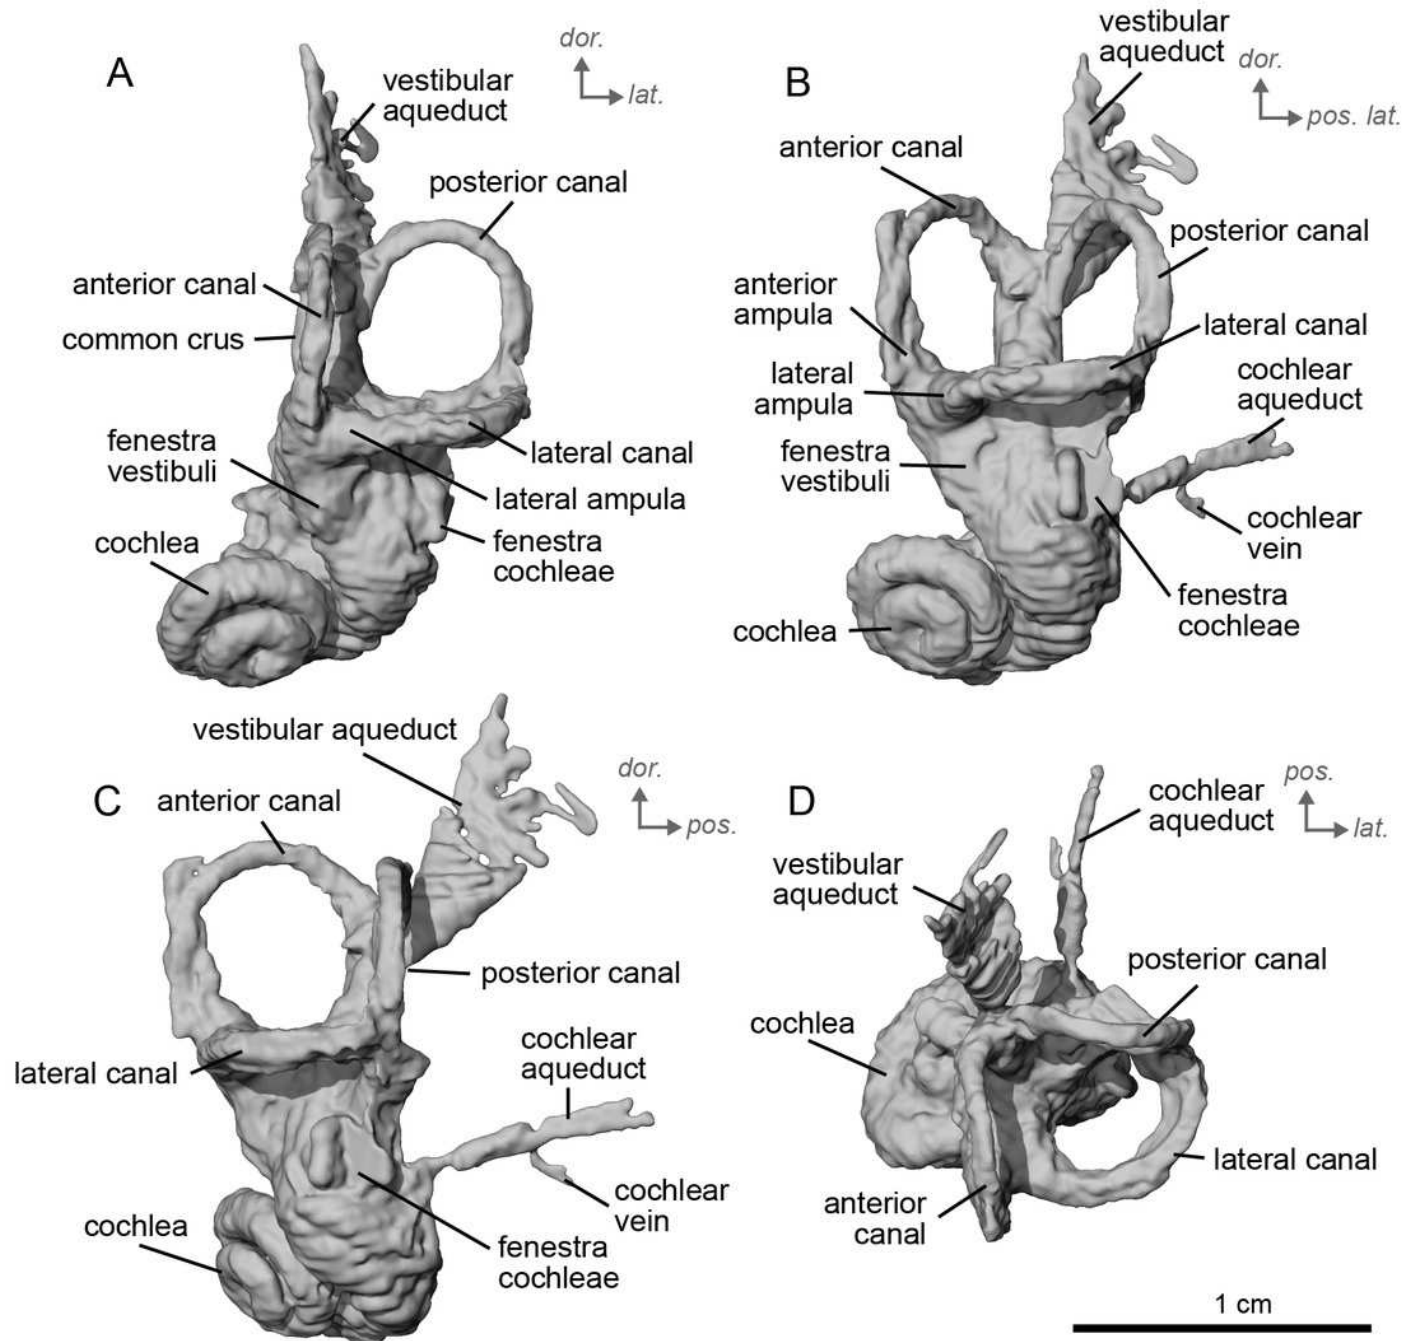 A
dor.
lat.
vestibular
aqueduct
posterior canal
anterior canal
common crus
fenestra
vestibuli
lateral canal
lateral ampula
cochlea
fenestra
cochleae
B
vestibular
aqueduct
dor.
pos. lat.
anterior canal
posterior canal
anterior
ampula
lateral canal
lateral
ampula
cochlear
aqueduct
fenestra
vestibuli
cochlear
vein
fenestra
cochleae
cochlea
C
vestibular aqueduct
dor.
pos.
anterior canal
posterior canal
lateral canal
cochlear
aqueduct
cochlear
vein
cochlea
fenestra
cochleae
D
cochlear
aqueduct
pos.
lat.
vestibular
aqueduct
posterior canal
cochlea
lateral canal
anterior
canal
1 cm